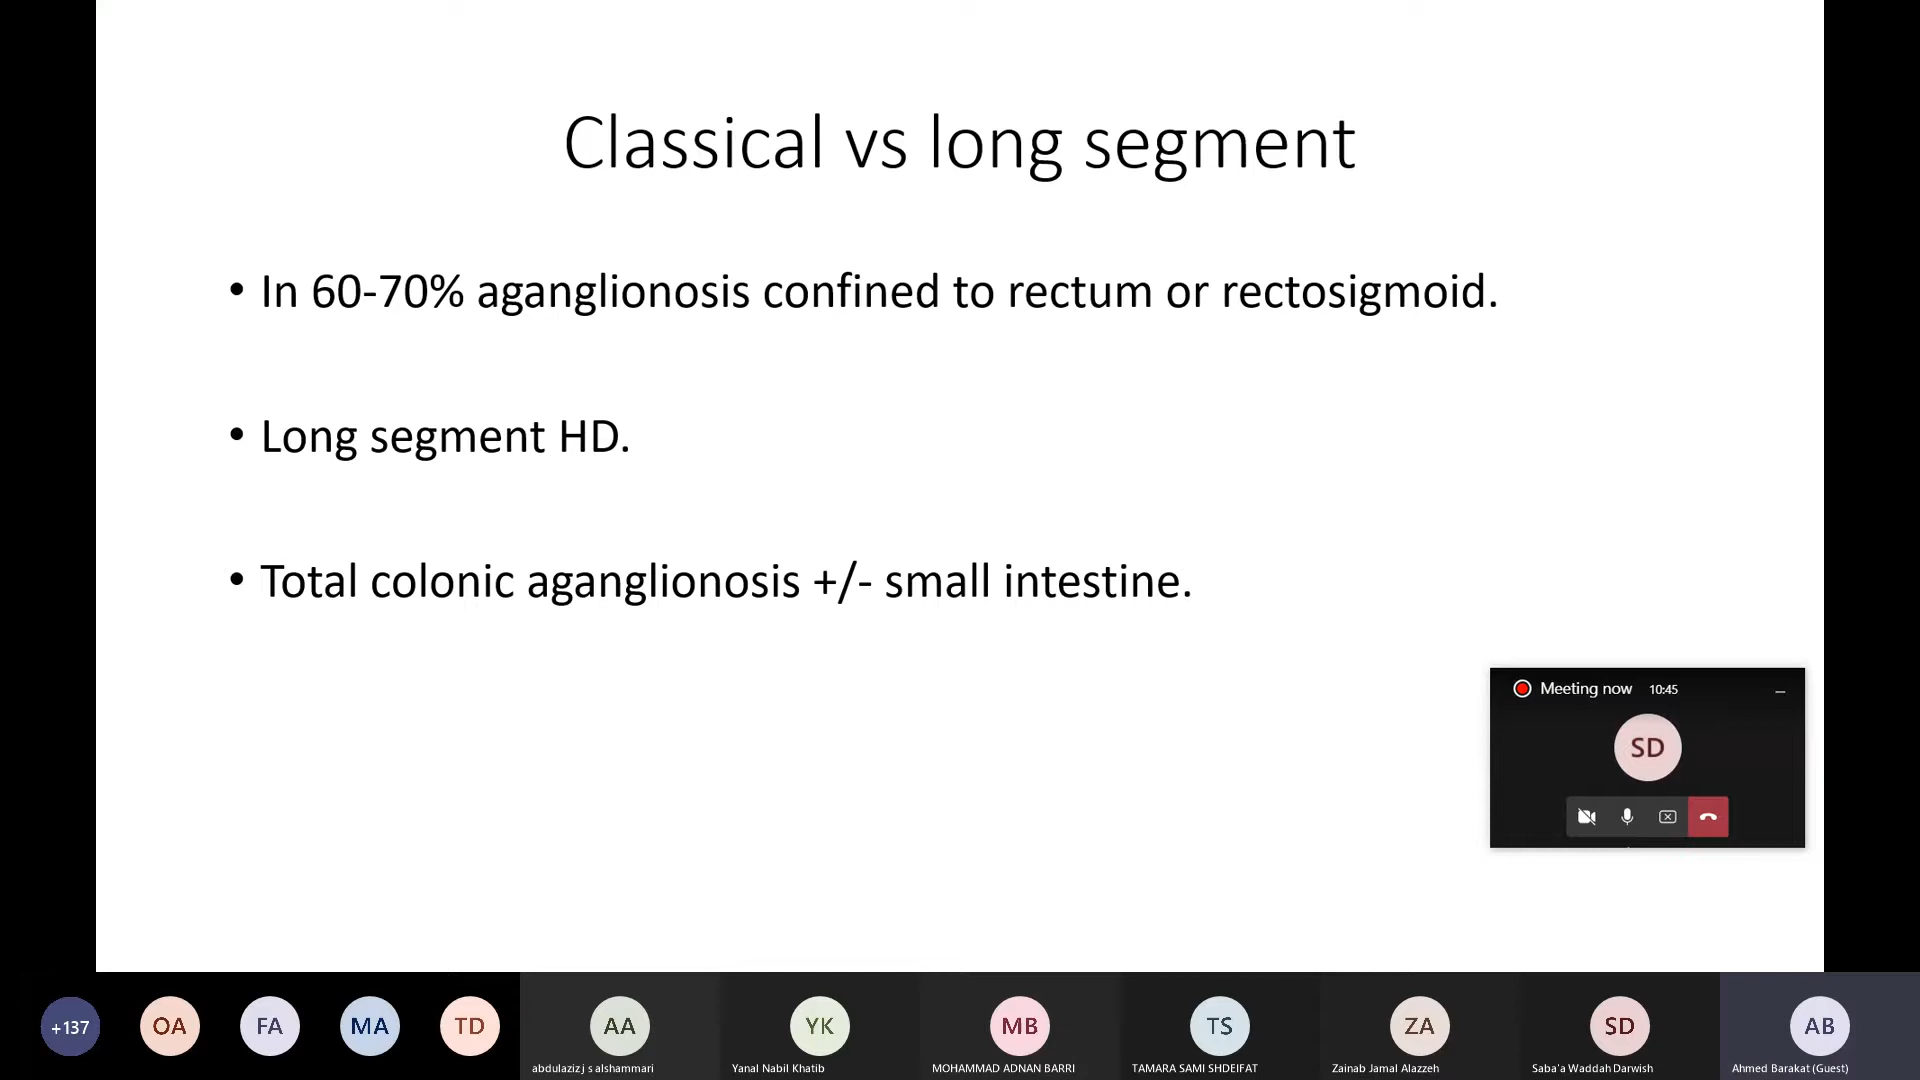 Classical vs long segment
• In 60-70% aganglionosis confined to rectum or rectosigmoid.
• Long segment HD.
• Total colonic aganglionosis +/- small intestine.
Meeting now 10:45
SD
+137 OA FA MA TD AA YK MB TS ZA SD AB
abdulaziz j s alshammari Yanal Nabil Khatib MOHAMMAD ADNAN BARRI TAMARA SAMI SHDEIFAT Zainab Jamal Alazzeh Saba'a Waddah Darwish Ahmed Barakat (Guest)